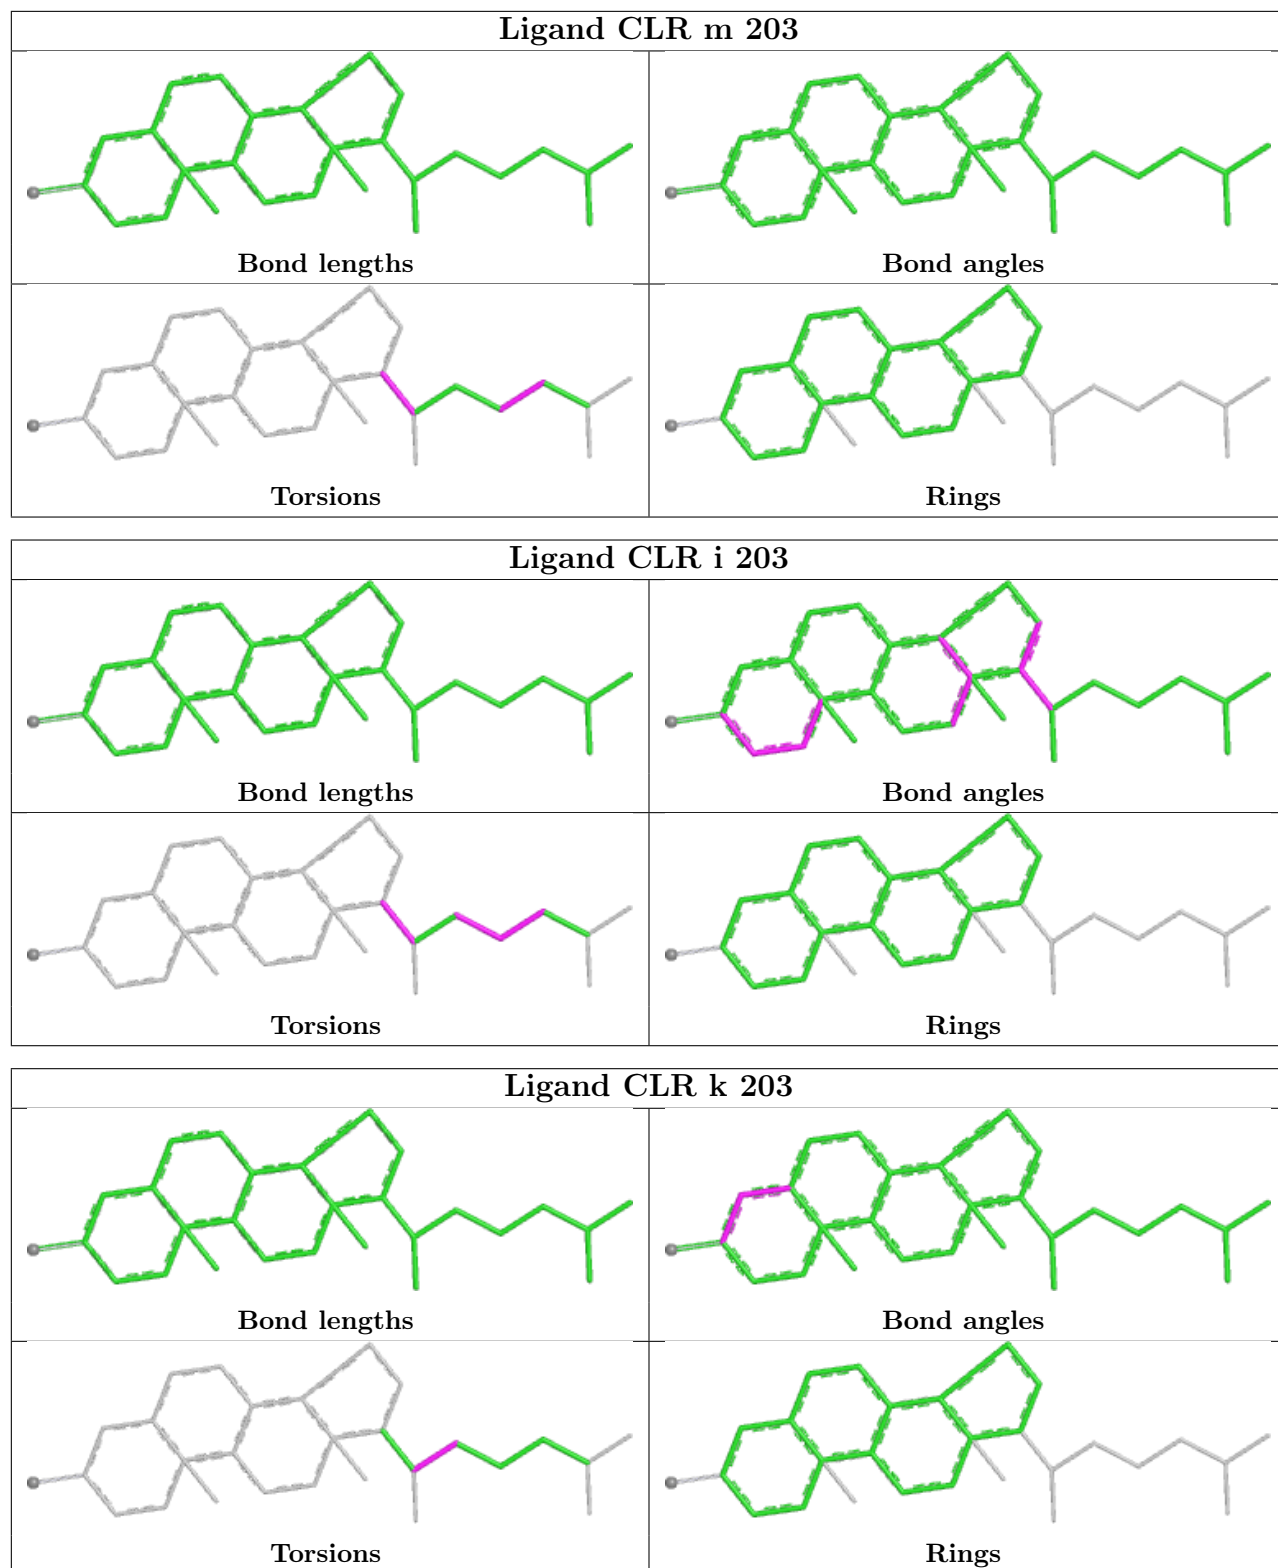 Ligand CLR m 203
Bond lengths
Bond angles
Torsions
Rings
Ligand CLR i 203
Bond lengths
Bond angles
Torsions
Rings
Ligand CLR k 203
Bond lengths
Bond angles
Torsions
Rings